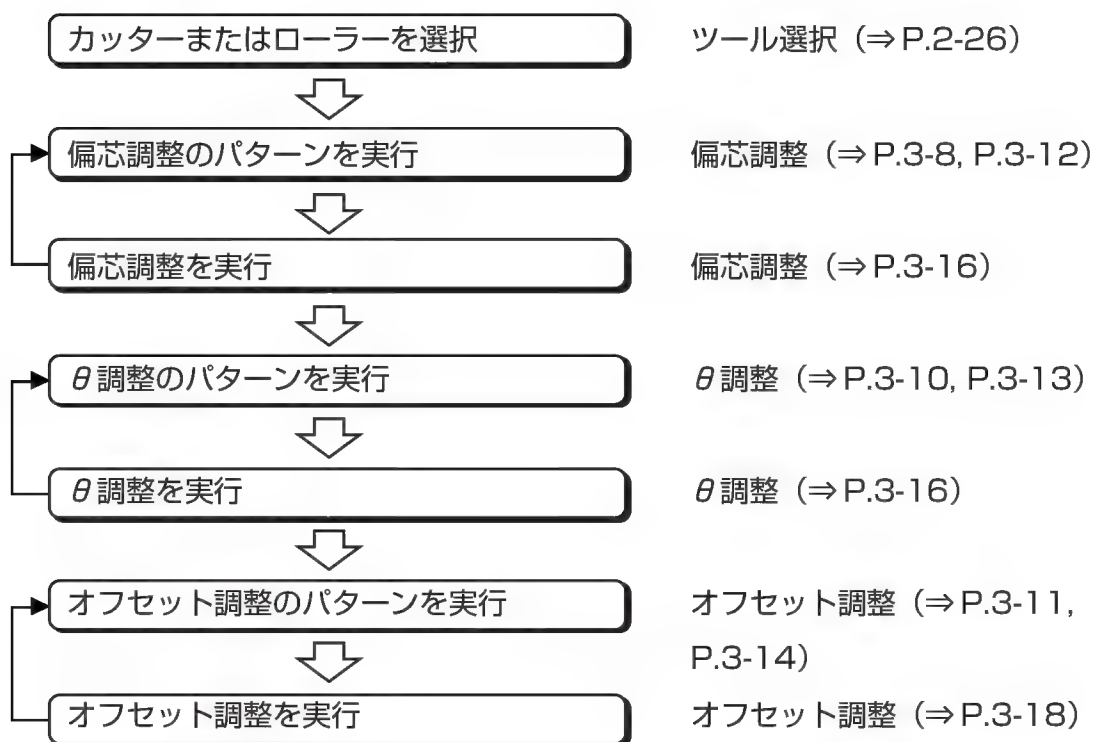 カッターまたはローラーを選択
ツール選択（⇒P.2-26）
偏芯調整のパターンを実行
偏芯調整（⇒P.3-8, P.3-12）
偏芯調整を実行
偏芯調整（⇒P.3-16）
θ調整のパターンを実行
θ調整（⇒P.3-10, P.3-13）
θ調整を実行
θ調整（⇒P.3-16）
オフセット調整のパターンを実行
オフセット調整（⇒P.3-11,
P.3-14）
オフセット調整を実行
オフセット調整（⇒P.3-18）